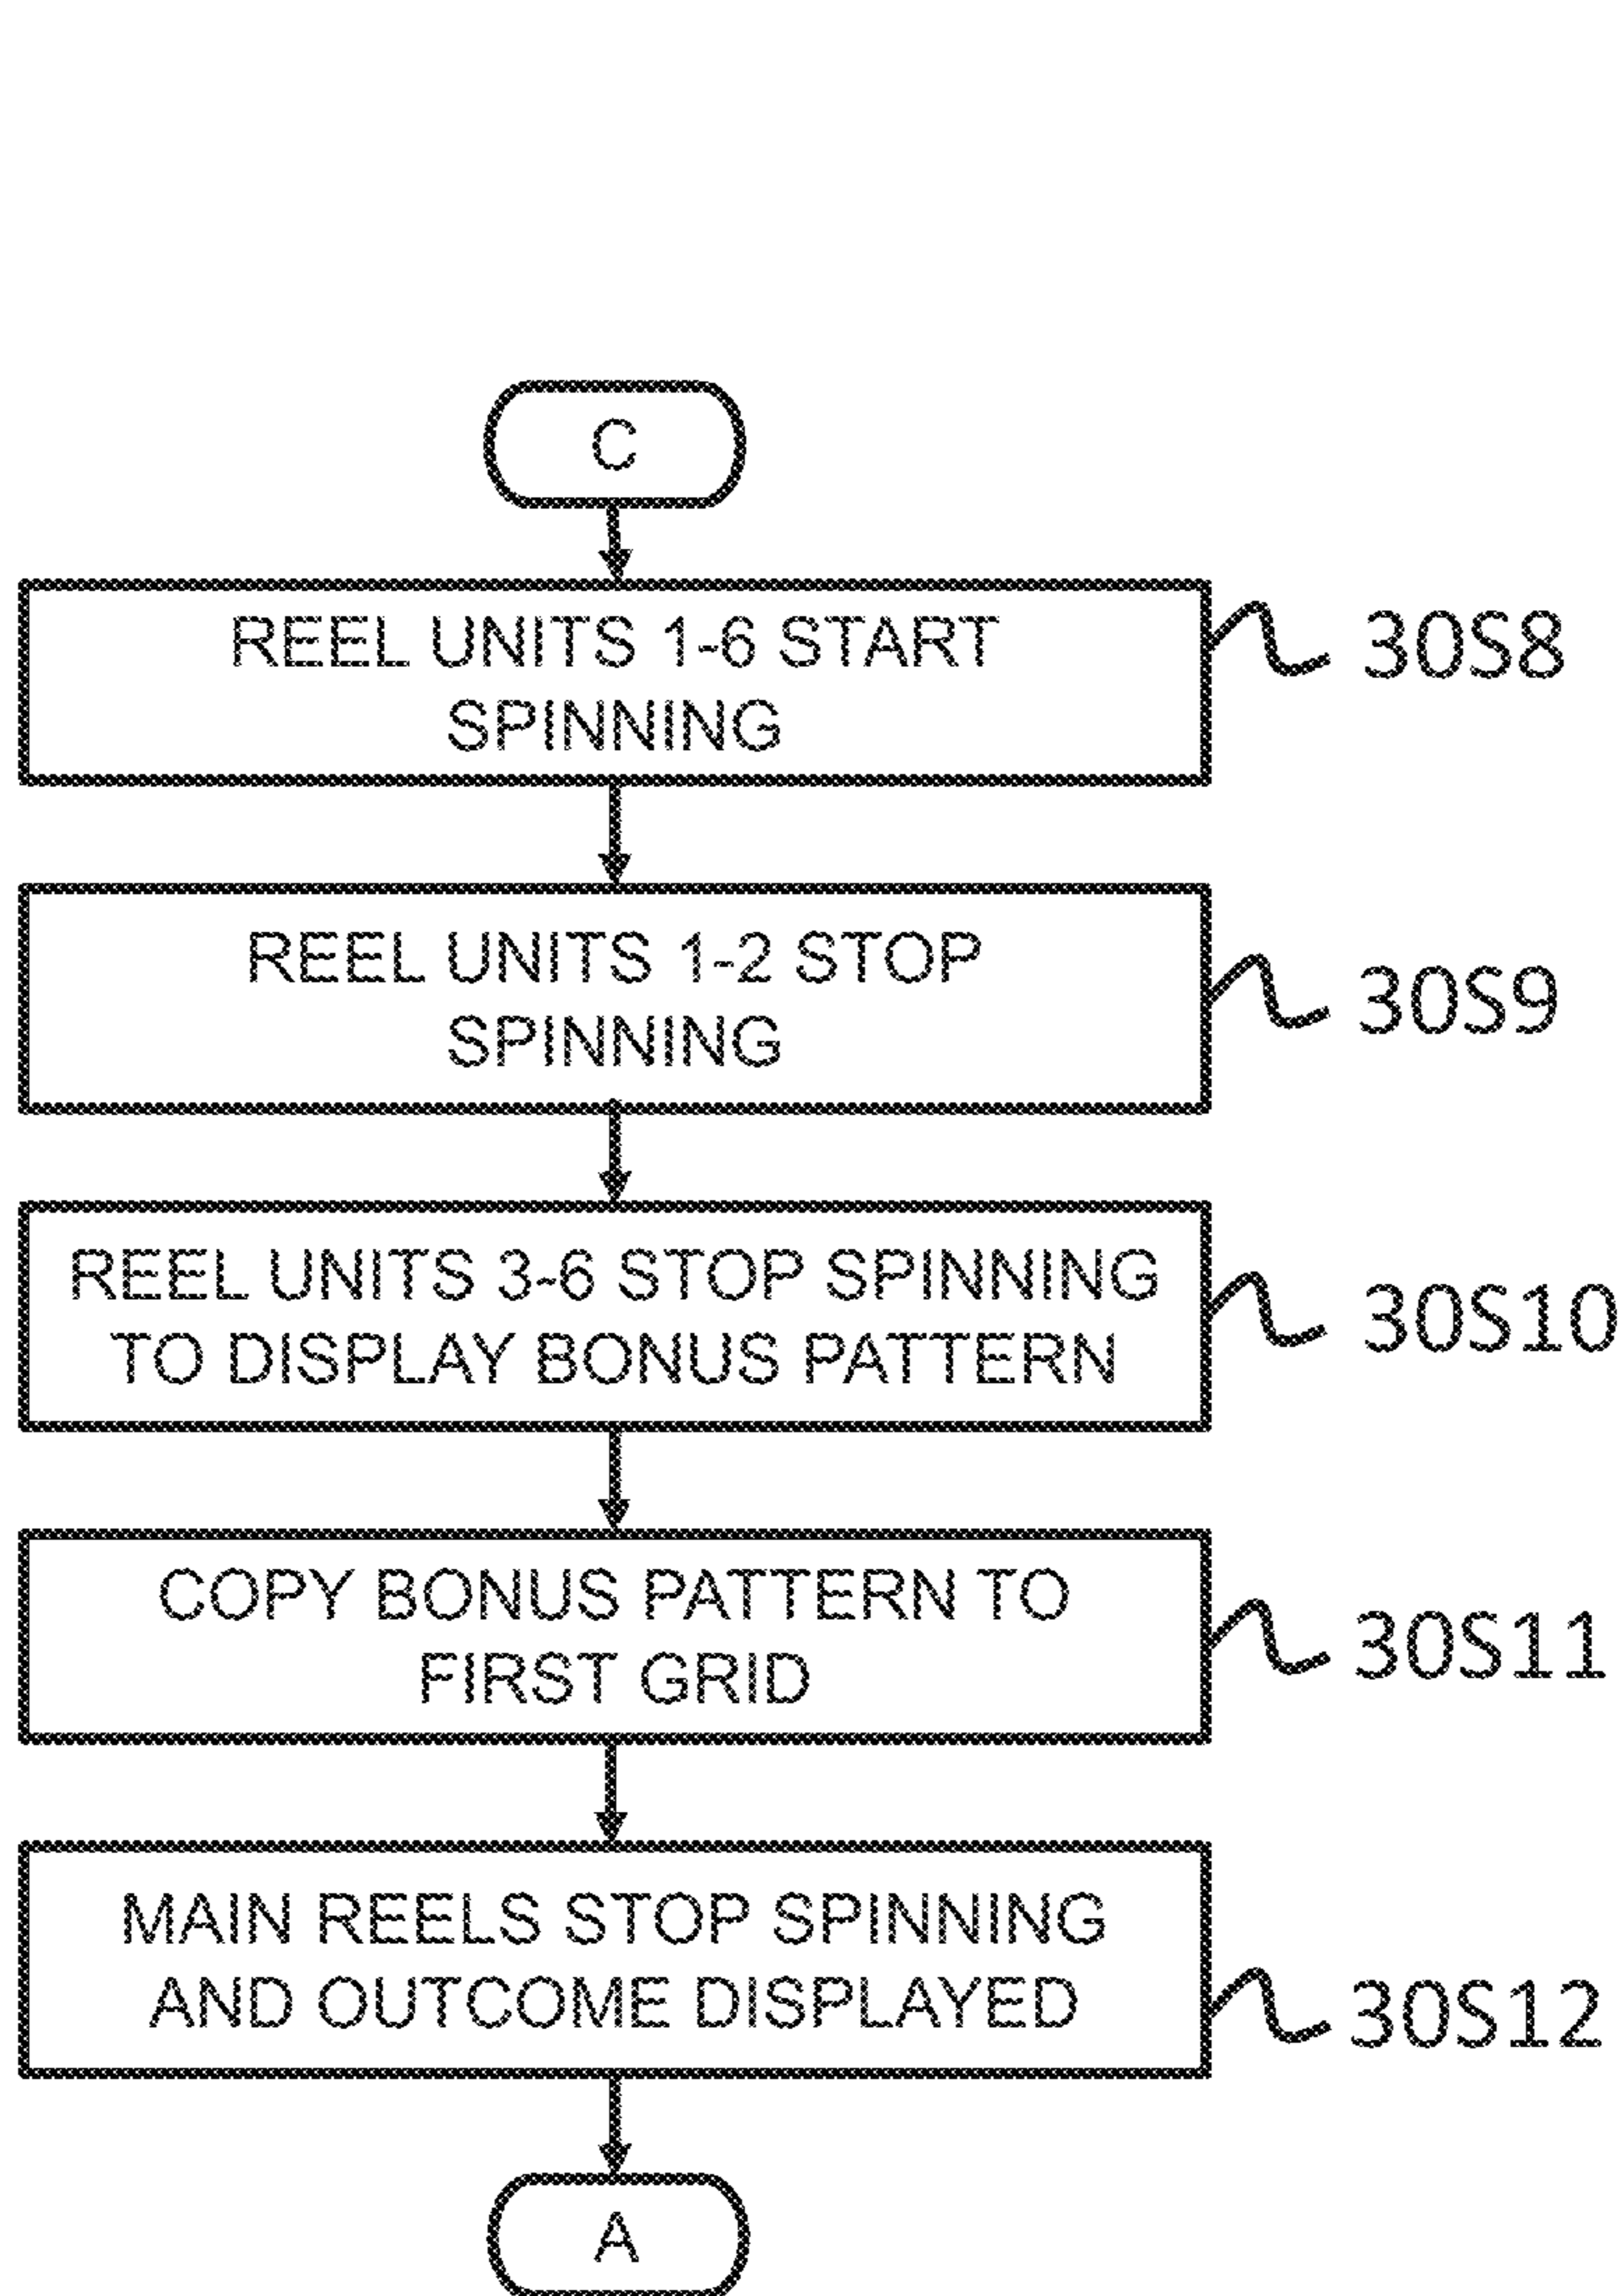 C
REEL UNITS 1-6 START
SPINNING
30S8
REEL UNITS 1-2 STOP
SPINNING
30S9
REEL UNITS 3-6 STOP SPINNING
TO DISPLAY BONUS PATTERN
30S10
COPY BONUS PATTERN TO
FIRST GRID
30S11
MAIN REELS STOP SPINNING
AND OUTCOME DISPLAYED
30S12
A